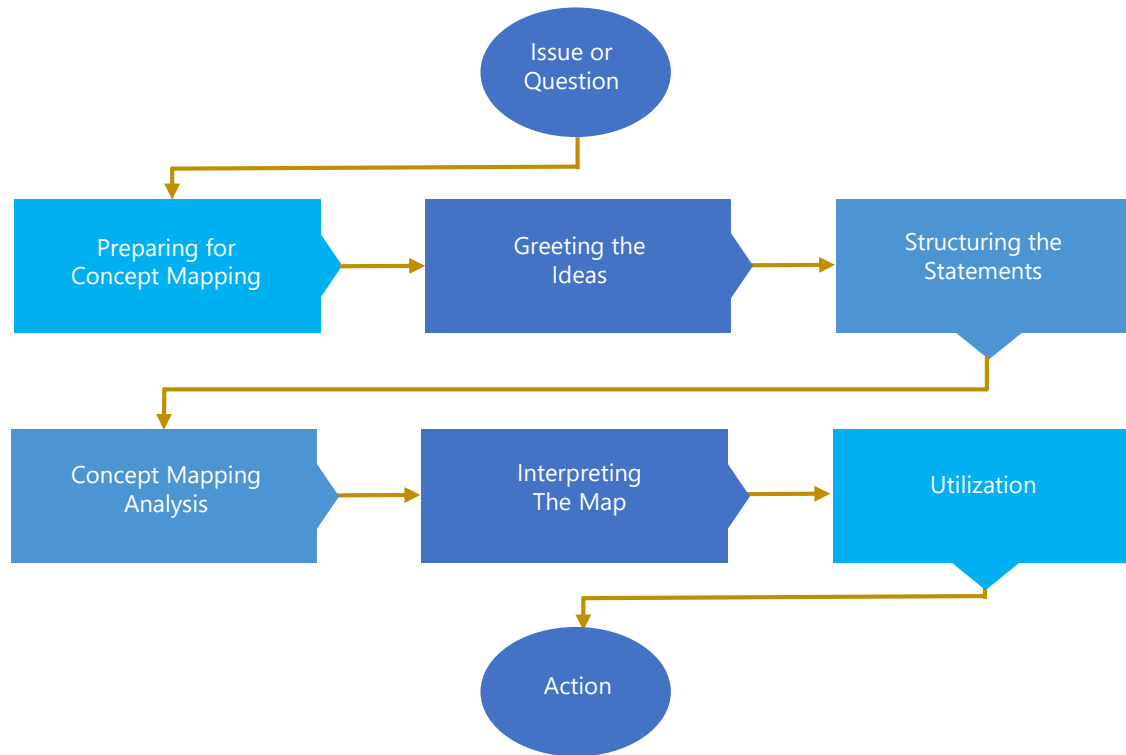 Issue or
Question
Preparing for
Concept Mapping
Greeting the
Ideas
Structuring the
Statements
Concept Mapping
Analysis
Interpreting
The Map
Utilization
Action